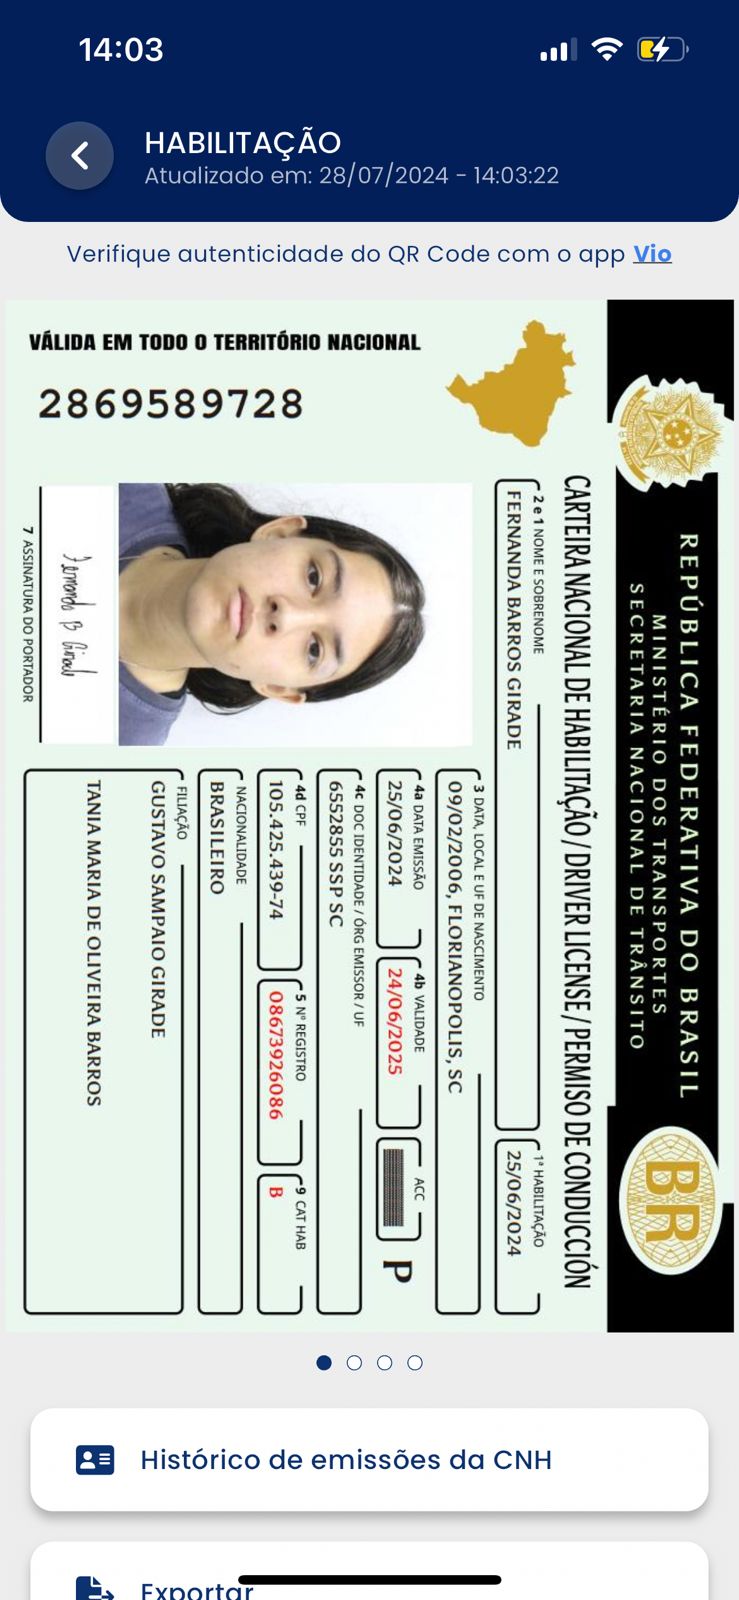 14:03
HABILITAÇÃO
Atualizado em: 28/07/2024 - 14:03:22
Verifique autenticidade do QR Code com o app Vio
VÁLIDA EM TODO O TERRITÓRIO NACIONAL
2869589728
REPÚBLICA FEDERATIVA DO BRASIL
MINISTÉRIO DOS TRANSPORTES
SECRETARIA NACIONAL DE TRÂNSITO
BR
CARTEIRA NACIONAL DE HABILITAÇÃO / DRIVER LICENSE / PERMISO DE CONDUCCIÓN
2 e 1 NOME E SOBRENOME
FERNANDA BARROS GIRADE
1ª HABILITAÇÃO
25/06/2024
3 DATA, LOCAL E UF DE NASCIMENTO
09/02/2006, FLORIANOPOLIS, SC
4a DATA EMISSÃO
25/06/2024
4b VALIDADE
24/06/2025
ACC
P
4c DOC IDENTIDADE / ÓRG EMISSOR / UF
6552855 SSP SC
4d CPF
105.425.439-74
5 Nº REGISTRO
08673926086
9 CAT HAB
B
NACIONALIDADE
BRASILEIRO
FILIAÇÃO
GUSTAVO SAMPAIO GIRADE
TANIA MARIA DE OLIVEIRA BARROS
Fernanda B Girade
7 ASSINATURA DO PORTADOR
Histórico de emissões da CNH
Exportar